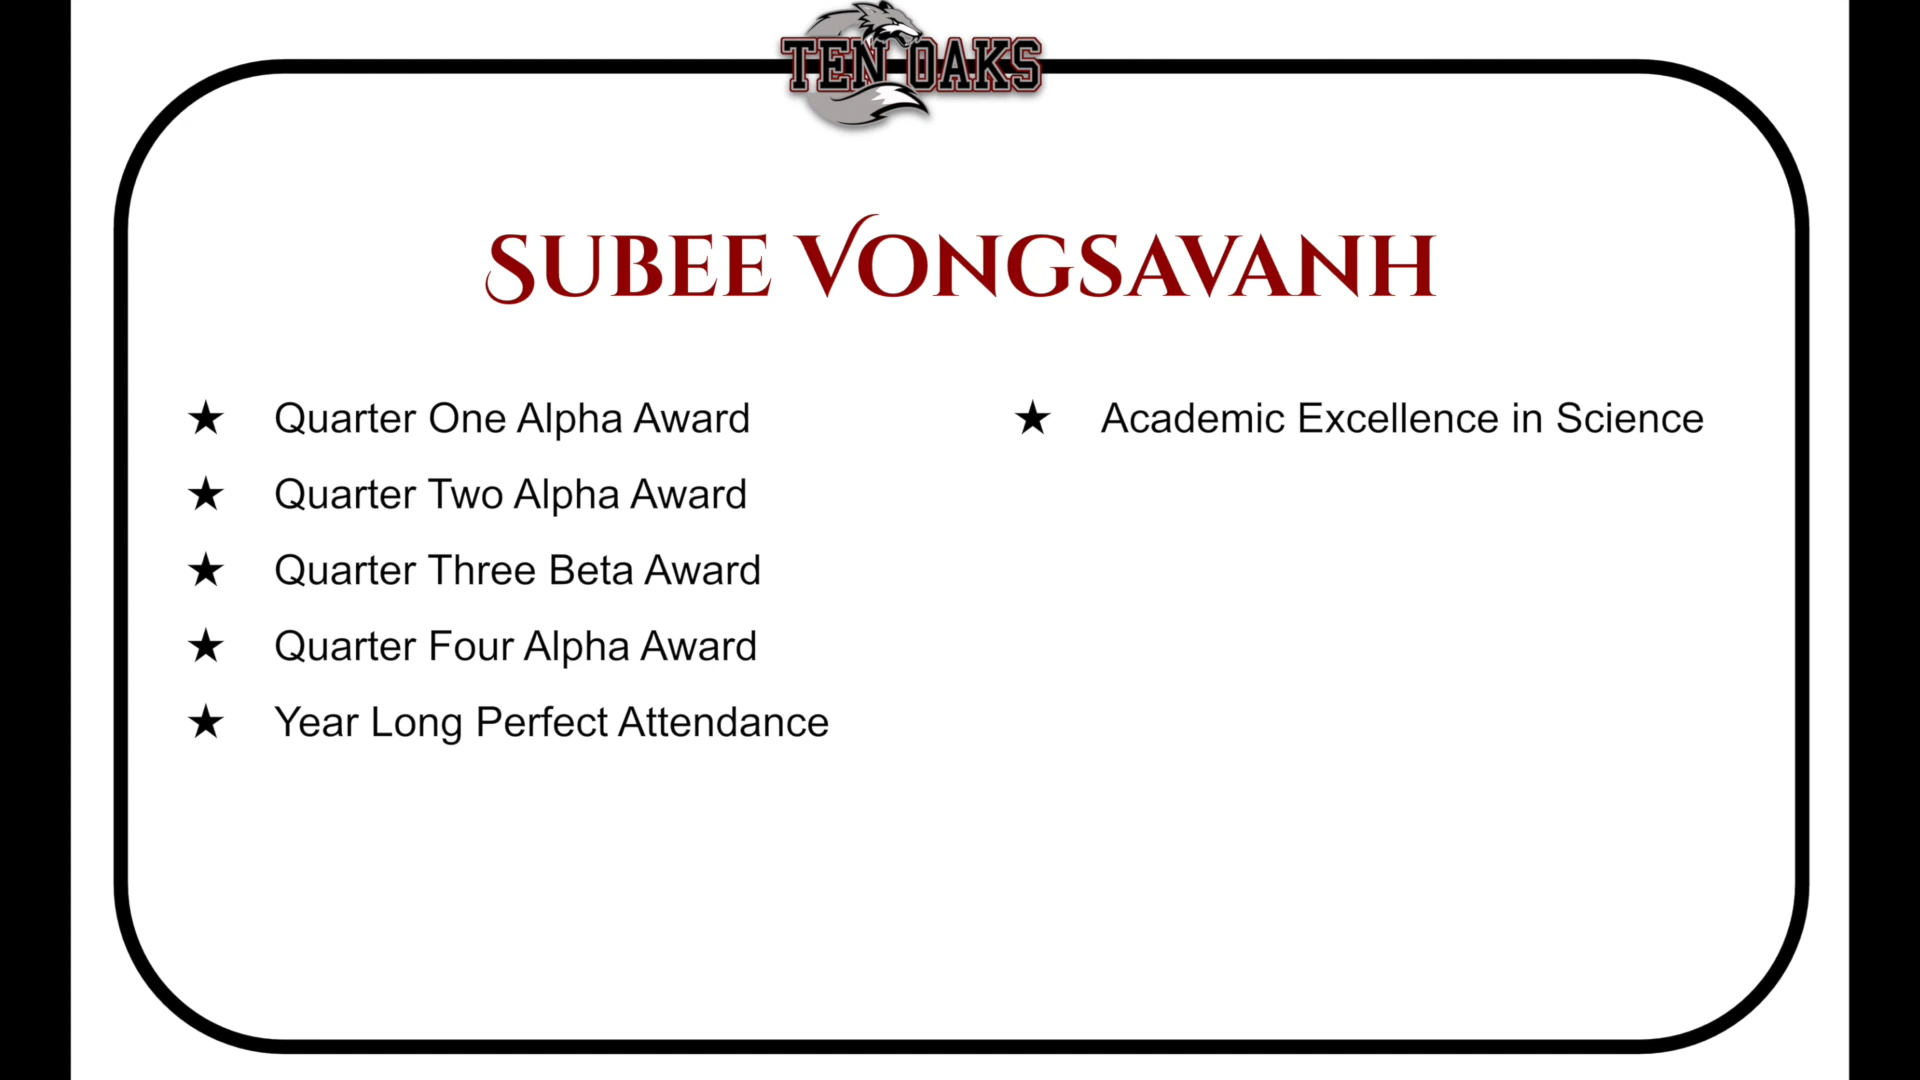 TEN OAKS
Subee Vongsavanh
★ Quarter One Alpha Award
★ Quarter Two Alpha Award
★ Quarter Three Beta Award
★ Quarter Four Alpha Award
★ Year Long Perfect Attendance
★ Academic Excellence in Science